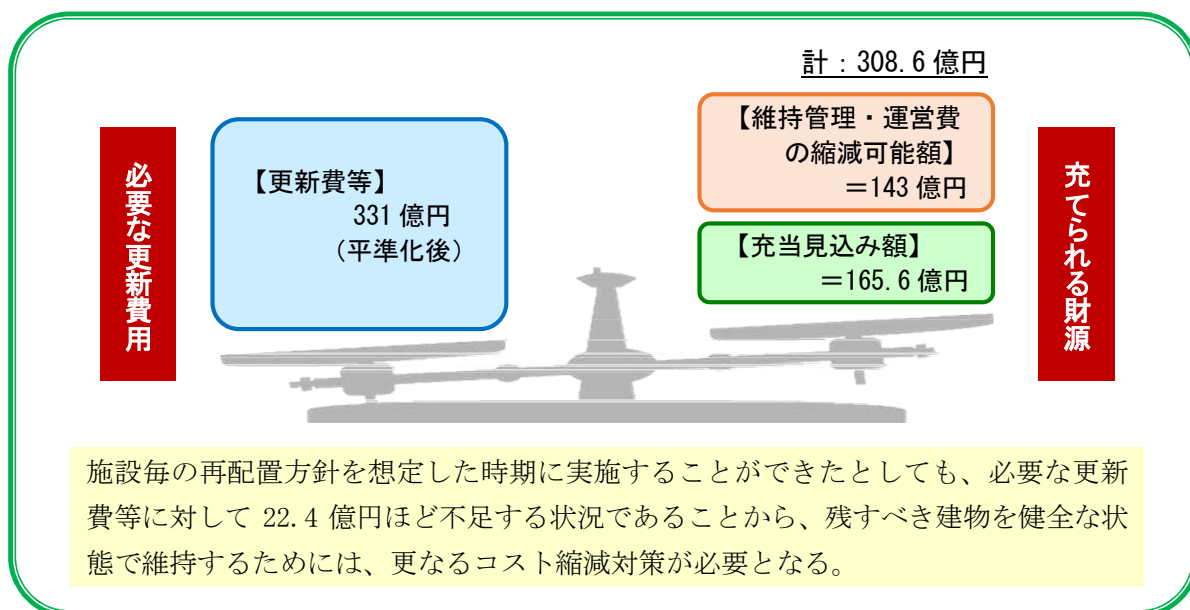 必要な更新費用
【更新費等】
331 億円
（平準化後）
計：308.6 億円
【維持管理・運営費
の縮減可能額】
＝143 億円
【充当見込み額】
＝165.6 億円
充てられる財源
施設毎の再配置方針を想定した時期に実施することができたとしても、必要な更新
費等に対して 22.4 億円ほど不足する状況であることから、残すべき建物を健全な状
態で維持するためには、更なるコスト縮減対策が必要となる。